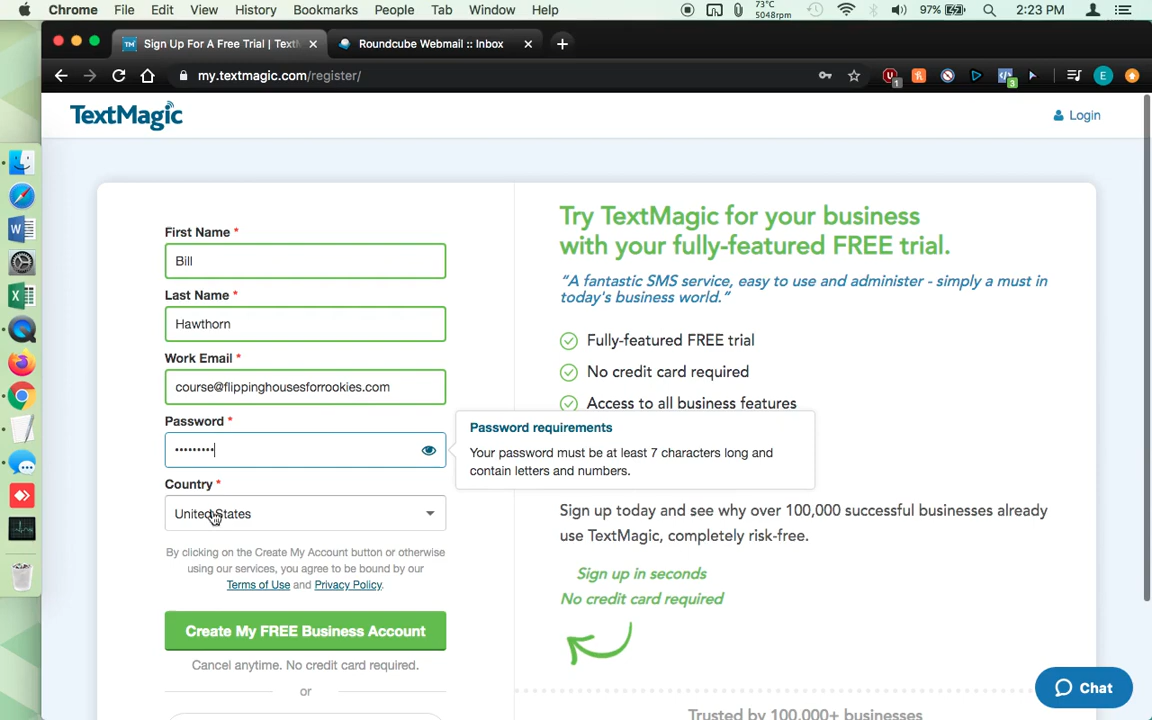 Chrome File Edit View History Bookmarks People Tab Window Help
73°C
5048rpm
97%
2:23 PM
Sign Up For A Free Trial | TextM
Roundcube Webmail :: Inbox
my.textmagic.com/register/
1
3
E
TextMagic
Login
First Name *
Bill
Last Name *
Hawthorn
Work Email *
course@flippinghousesforrookies.com
Password *
•••••••••
Country *
United States
By clicking on the Create My Account button or otherwise
using our services, you agree to be bound by our
Terms of Use and Privacy Policy.
Create My FREE Business Account
Cancel anytime. No credit card required.
or
Try TextMagic for your business
with your fully-featured FREE trial.
“A fantastic SMS service, easy to use and administer - simply a must in
today's business world.”
Fully-featured FREE trial
No credit card required
Access to all business features
Password requirements
Your password must be at least 7 characters long and
contain letters and numbers.
Sign up today and see why over 100,000 successful businesses already
use TextMagic, completely risk-free.
Sign up in seconds
No credit card required
Trusted by 100,000+ businesses
Chat